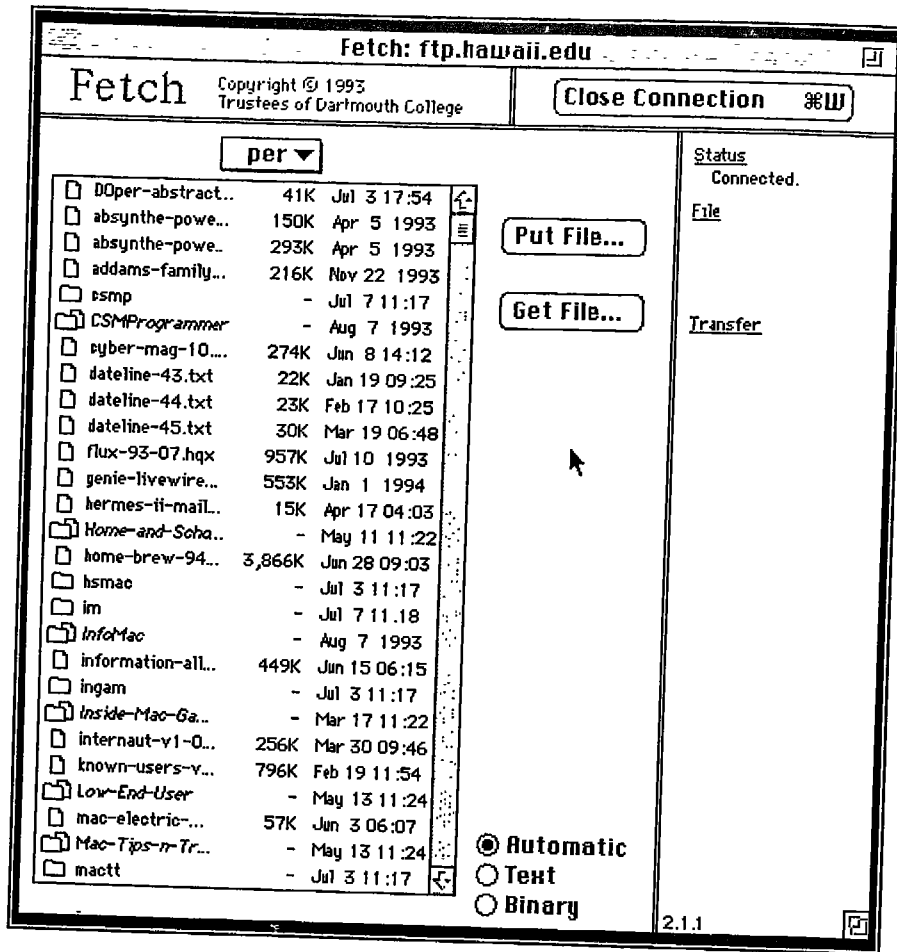 Fetch: ftp.hawaii.edu
Fetch
Copyright © 1993
Trustees of Dartmouth College
Close Connection ⌘W
per
00per-abstract... 41K Jul 3 17:54
absynthe-powe... 150K Apr 5 1993
absynthe-powe.. 293K Apr 5 1993
addams-family... 216K Nov 22 1993
csmp - Jul 7 11:17
CSMProgrammer - Aug 7 1993
cyber-mag-10.... 274K Jun 8 14:12
dateline-43.txt 22K Jan 19 09:25
dateline-44.txt 23K Feb 17 10:25
dateline-45.txt 30K Mar 19 06:48
flux-93-07.hqx 957K Jul 10 1993
genie-livewire... 553K Jan 1 1994
hermes-ii-mail... 15K Apr 17 04:03
Home-and-Scho... - May 11 11:22
home-brew-94... 3,866K Jun 28 09:03
hsmac - Jul 3 11:17
im - Jul 7 11.18
InfoMac - Aug 7 1993
information-all... 449K Jun 15 06:15
ingam - Jul 3 11:17
Inside-Mac-Ga... - Mar 17 11:22
internaut-v1-0... 256K Mar 30 09:46
known-users-v... 796K Feb 19 11:54
Low-End-User - May 13 11:24
mac-electric-... 57K Jun 3 06:07
Mac-Tips-n-Tr... - May 13 11:24
mactt - Jul 3 11:17
Put File...
Get File...
Automatic
Text
Binary
Status
Connected.
File
Transfer
2.1.1